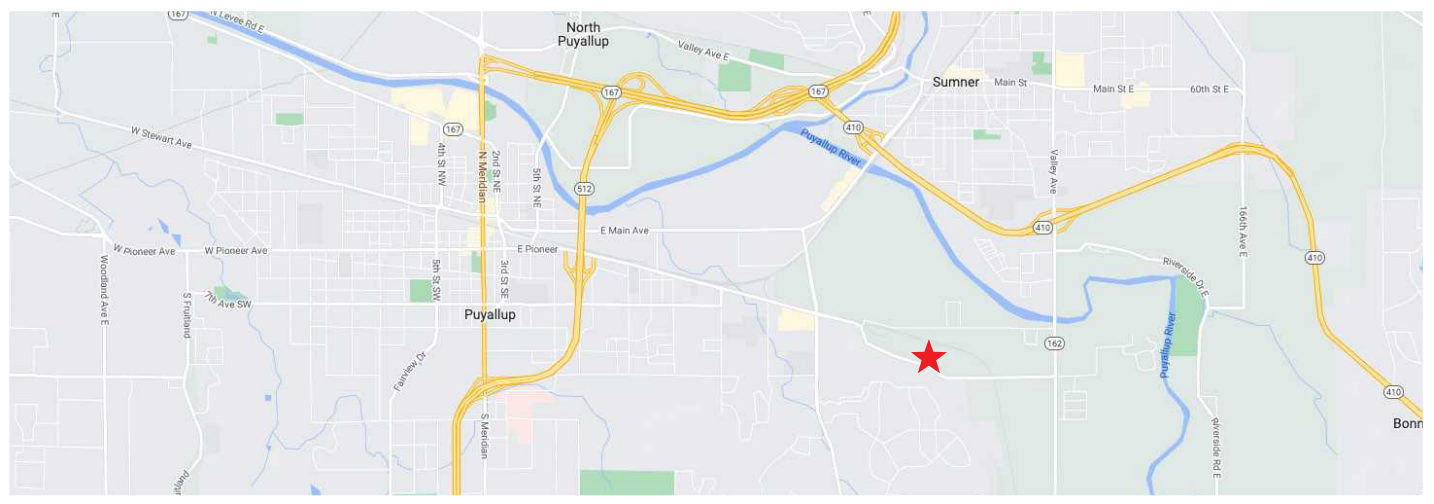 167
N Levee Rd E
North
Puyallup
Valley Ave E
Sumner
Main St
Main St E
60th St E
167
167
410
167
W Stewart Ave
4th St NW
N Meridian
2nd St NE
5th St NE
512
Puyallup River
Valley Ave
166th Ave E
410
410
E Main Ave
W Pioneer Ave
W Pioneer Ave
E Pioneer
Woodland Ave E
S Fruitland
7th Ave SW
5th St SW
3rd St SE
Riverside Dr E
Puyallup
Puyallup River
162
Fairview Dr
410
S Meridian
Riverside Rd E
Bonn